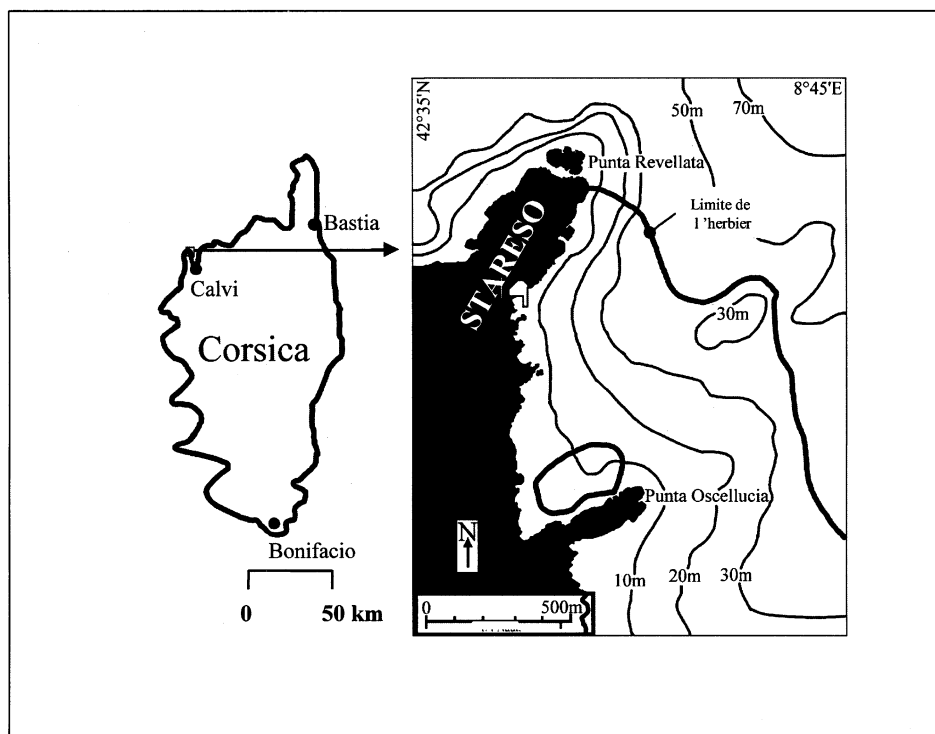 Bastia
Calvi
Corsica
Bonifacio
0 50 km
42°35'N
8°45'E
50m
70m
Punta Revellata
Limite de
l 'herbier
STARESO
30m
Punta Oscellucia
N
10m
20m
30m
0 500m